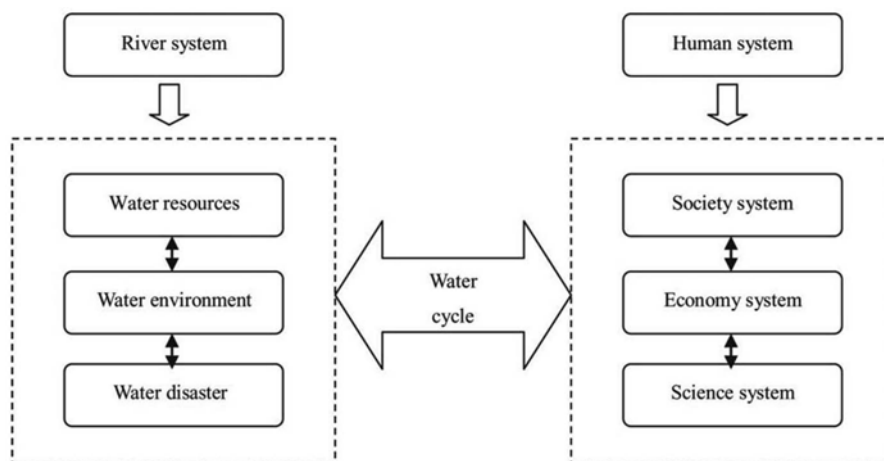 River system
Human system
Water resources
Water environment
Water disaster
Water
cycle
Society system
Economy system
Science system